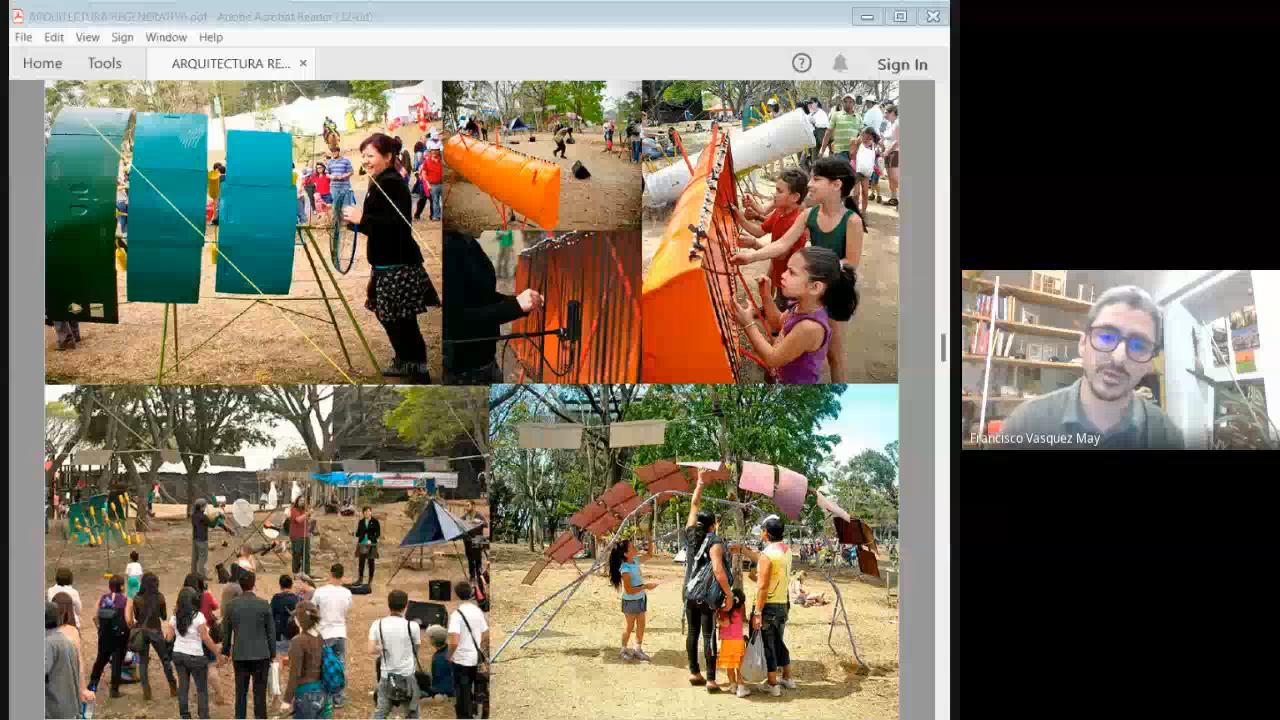 ARQUITECTURA REGENERATIVA.pdf - Adobe Acrobat Reader (32-bit)
File Edit View Sign Window Help
Home Tools ARQUITECTURA RE... × ? Sign In
Francisco Vasquez May